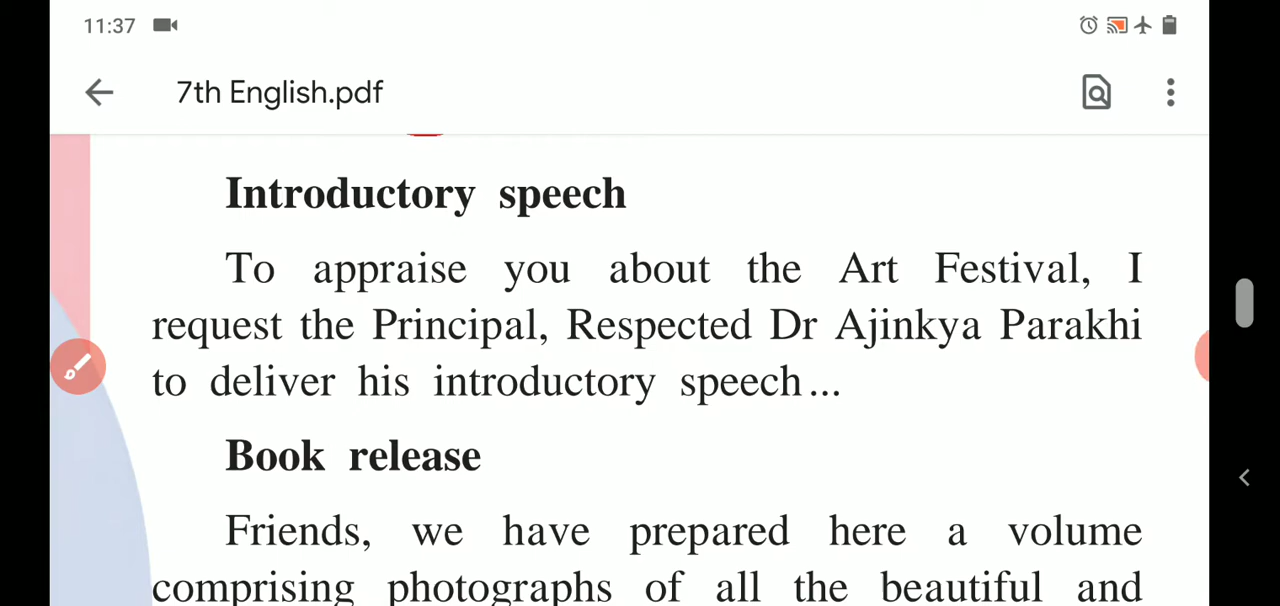 11:37
7th English.pdf
Introductory speech
To appraise you about the Art Festival, I
request the Principal, Respected Dr Ajinkya Parakhi
to deliver his introductory speech...
Book release
Friends, we have prepared here a volume
comprising photographs of all the beautiful and